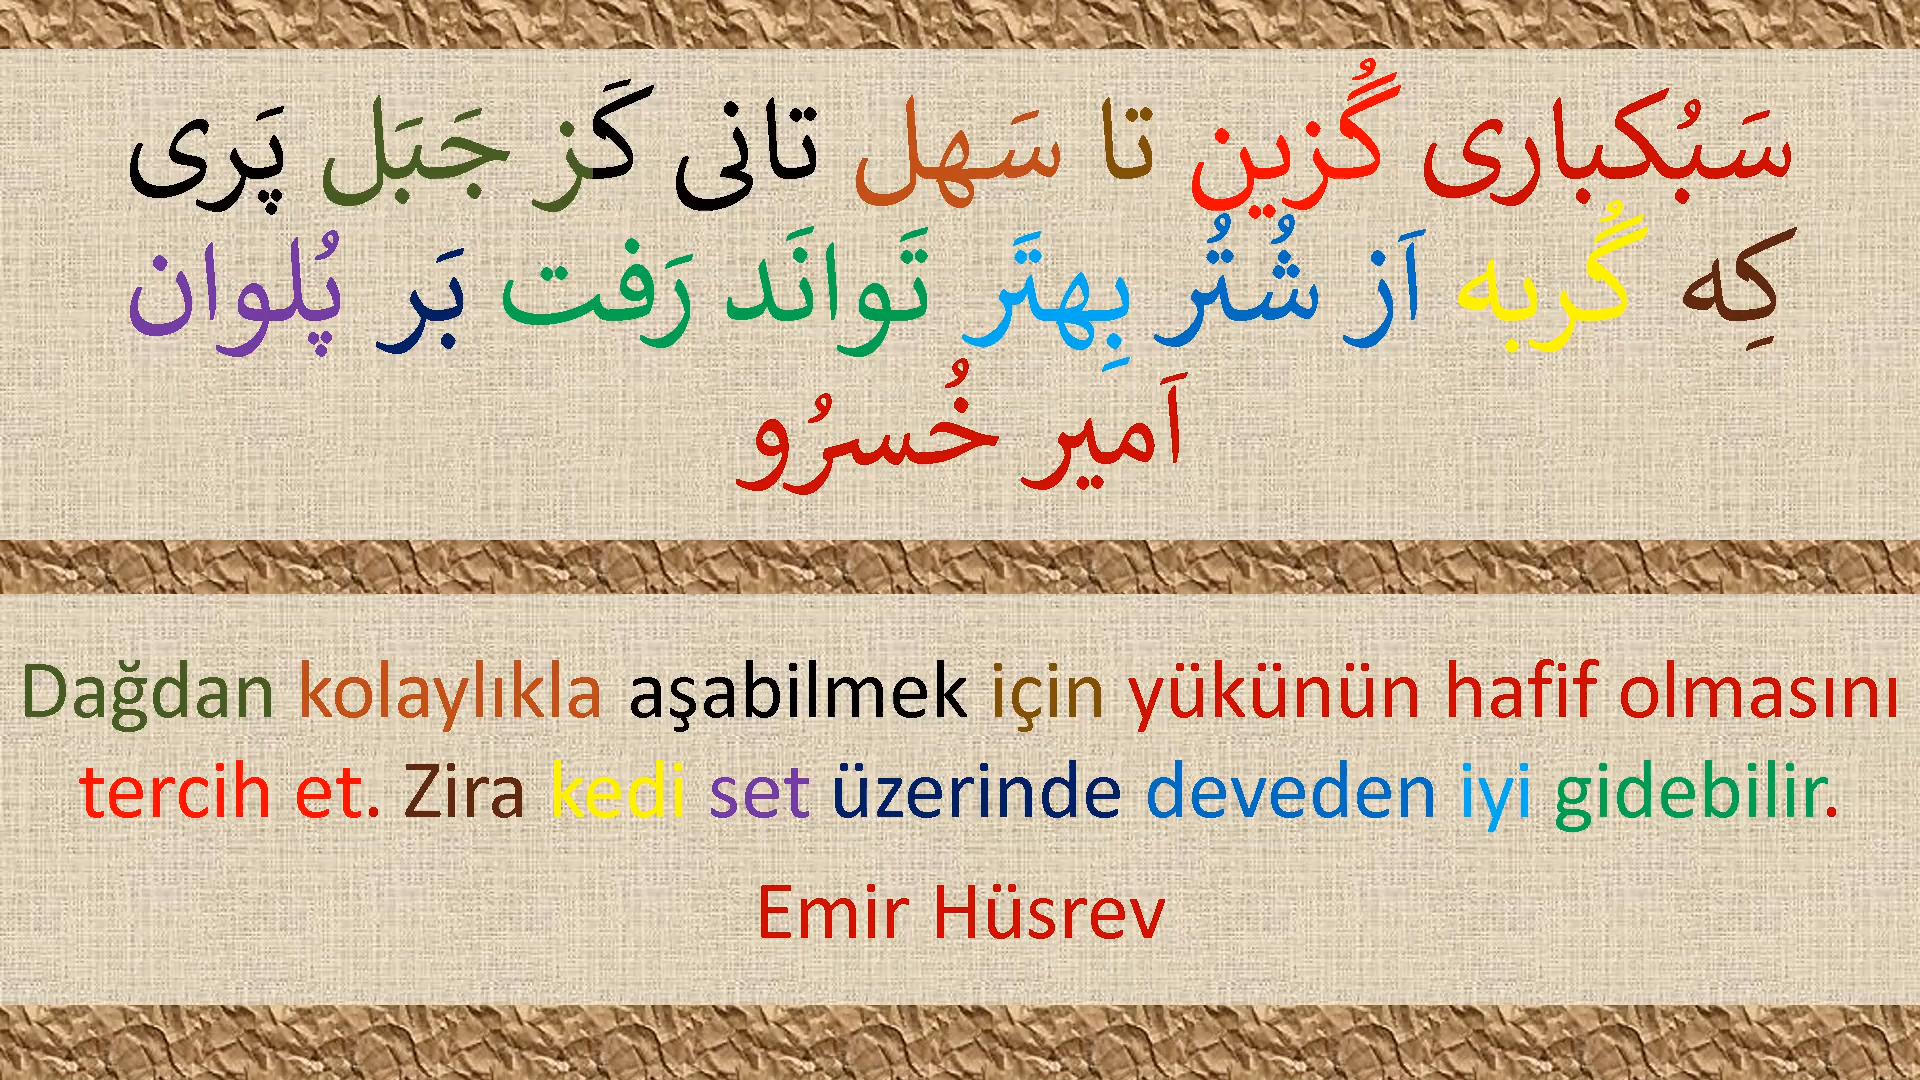 سَبُکباری گُزین تا سَهل تانی گَز جَبَل پَری
کِه گُربه اَز شُتُر بِهتَر تَوانَد رَفت بَر پُلوان
اَمیر خُسرُو
Dağdan kolaylıkla aşabilmek için yükünün hafif olmasını
tercih et. Zira kedi set üzerinde deveden iyi gidebilir.
Emir Hüsrev